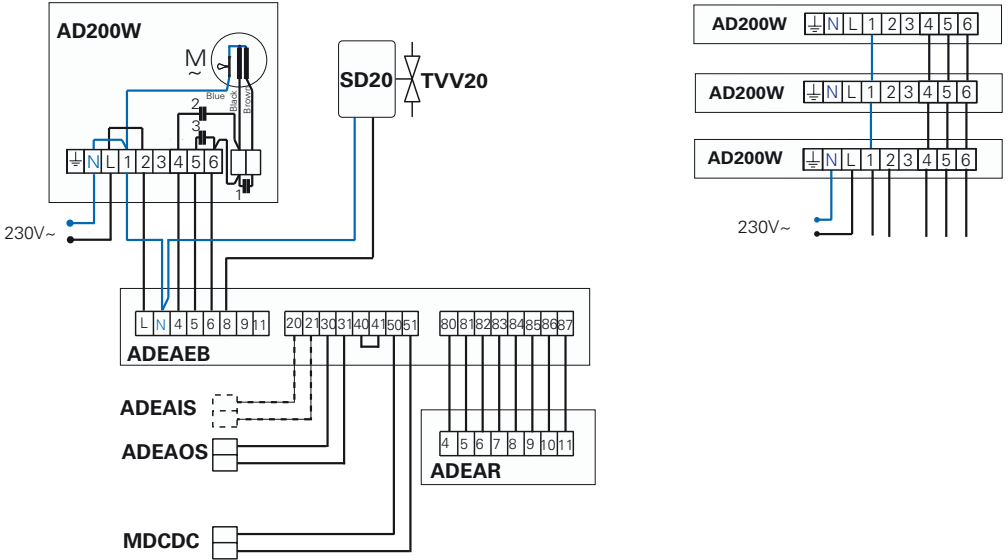 AD200W
M
~
Blue
Black
Brown
2
3
N L 1 2 3 4 5 6
1
230V~
SD20
TVV20
L N 4 5 6 8 9 11
20 21 30 31 40 41 50 51
80 81 82 83 84 85 86 87
ADEAEB
ADEAIS
ADEAOS
4 5 6 7 8 9 10 11
ADEAR
MDCDC
AD200W N L 1 2 3 4 5 6
AD200W N L 1 2 3 4 5 6
AD200W N L 1 2 3 4 5 6
230V~